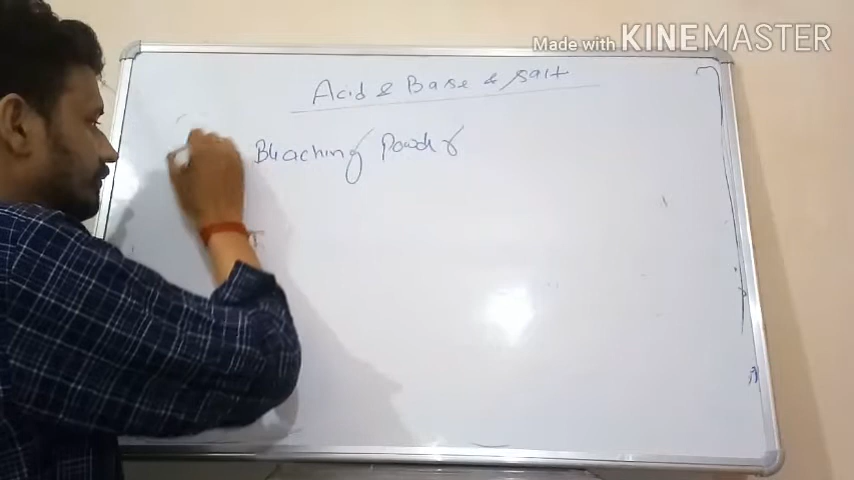 Made with KINEMASTER
Acid & Base & Salt
Bleaching Powder